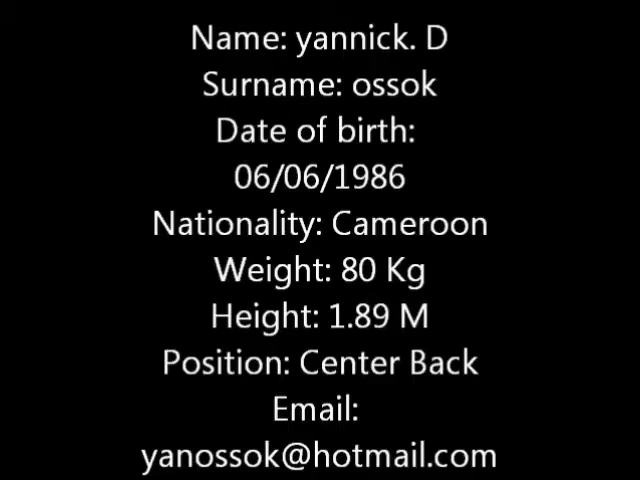 Name: yannick. D
Surname: ossok
Date of birth:
06/06/1986
Nationality: Cameroon
Weight: 80 Kg
Height: 1.89 M
Position: Center Back
Email:
yanossok@hotmail.com